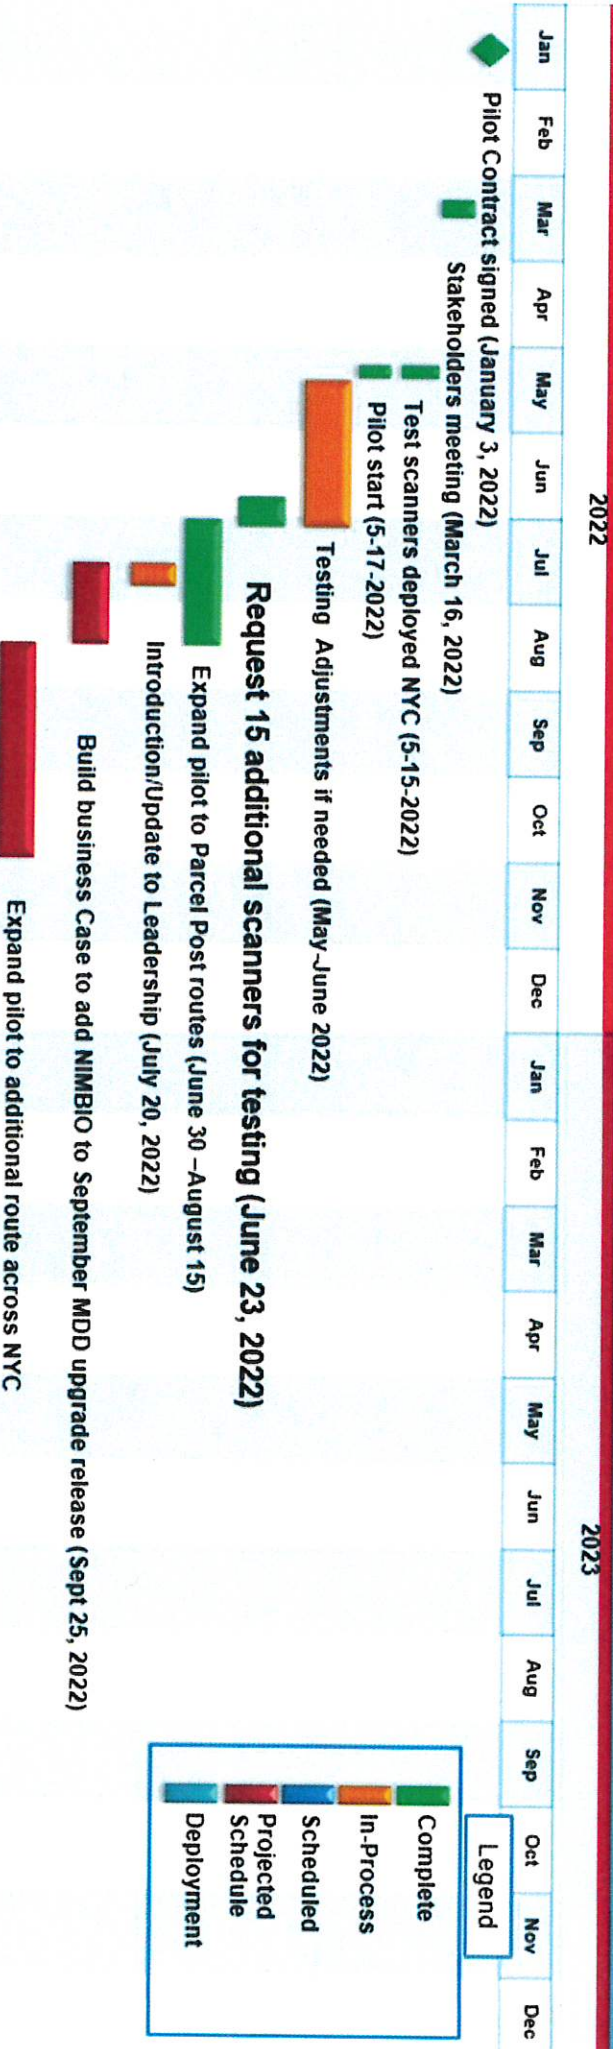 2022
2023
Jan Feb Mar Apr May Jun Jul Aug Sep Oct Nov Dec Jan Feb Mar Apr May Jun Jul Aug Sep Oct Nov Dec
Pilot Contract signed (January 3, 2022)
Stakeholders meeting (March 16, 2022)
Test scanners deployed NYC (5-15-2022)
Pilot start (5-17-2022)
Testing Adjustments if needed (May-June 2022)
Request 15 additional scanners for testing (June 23, 2022)
Expand pilot to Parcel Post routes (June 30 –August 15)
Introduction/Update to Leadership (July 20, 2022)
Build business Case to add NIMBIO to September MDD upgrade release (Sept 25, 2022)
Expand pilot to additional route across NYC
Legend
Complete
In-Process
Scheduled
Projected
Schedule
Deployment